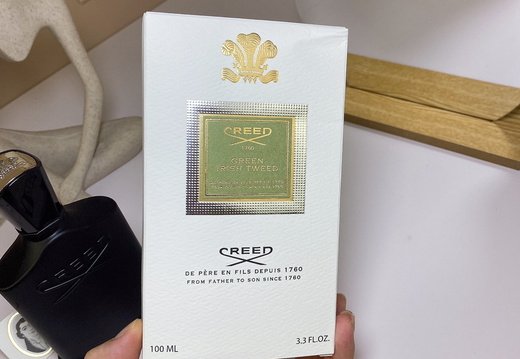 CREED
1760
GREEN
IRISH TWEED
CREED
DE PÈRE EN FILS DEPUIS 1760
FROM FATHER TO SON SINCE 1760
100 ML
3.3 FL.OZ.